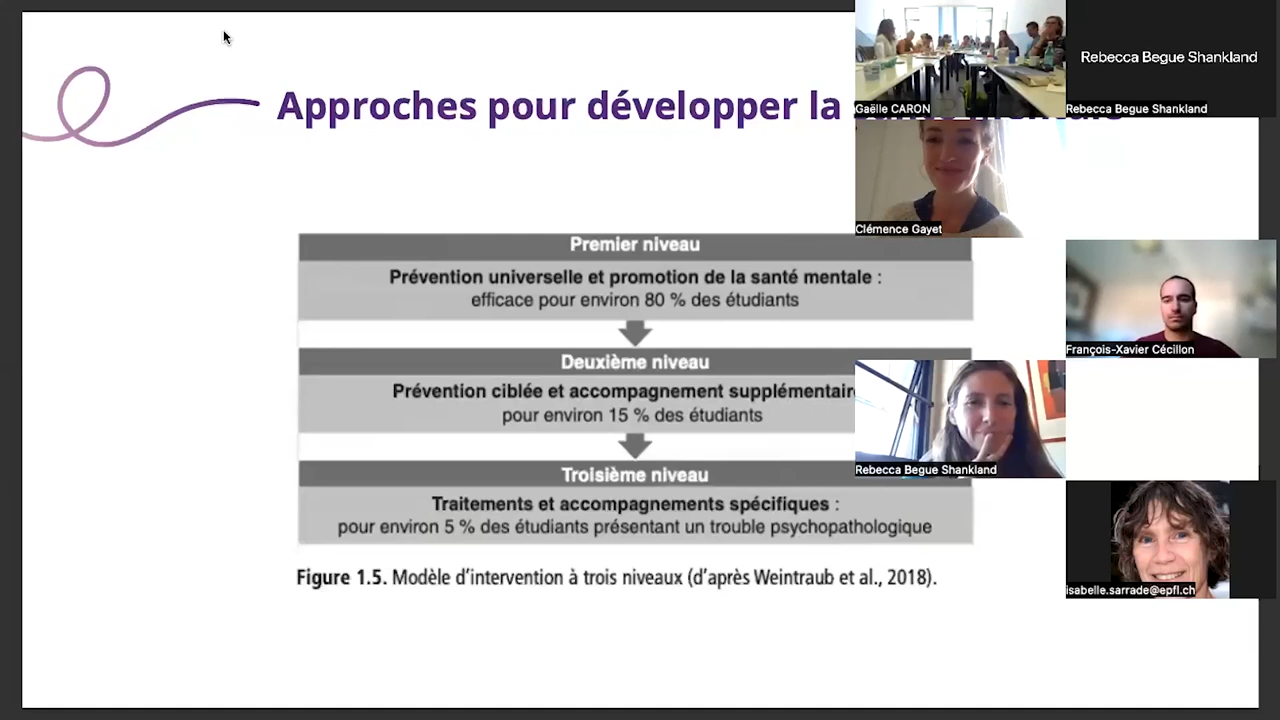 Approches pour développer la
Premier niveau
Prévention universelle et promotion de la santé mentale :
efficace pour environ 80 % des étudiants
Deuxième niveau
Prévention ciblée et accompagnement supplémentair
pour environ 15 % des étudiants
Troisième niveau
Traitements et accompagnements spécifiques :
pour environ 5 % des étudiants présentant un trouble psychopathologique
Figure 1.5. Modèle d'intervention à trois niveaux (d'après Weintraub et al., 2018).
Gaëlle CARON
Rebecca Begue Shankland
Rebecca Begue Shankland
Clémence Gayet
François-Xavier Cécillon
Rebecca Begue Shankland
isabelle.sarrade@epfl.ch